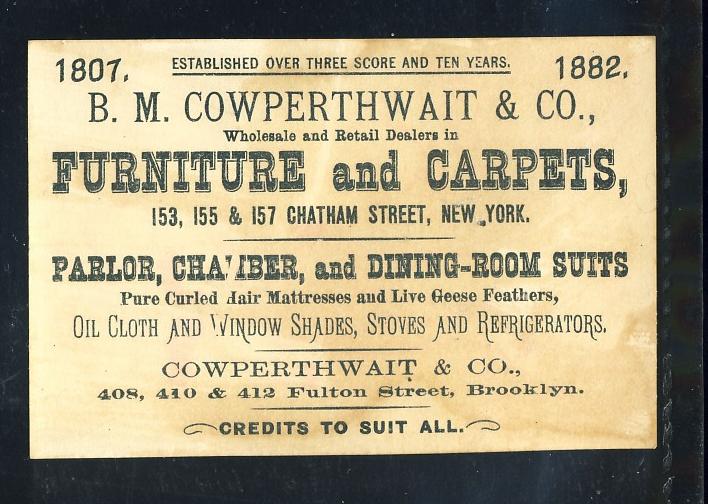 1807.
ESTABLISHED OVER THREE SCORE AND TEN YEARS.
1882.
B. M. COWPERTHWAIT & CO.,
Wholesale and Retail Dealers in
FURNITURE and CARPETS,
153, 155 & 157 CHATHAM STREET, NEW YORK.
PARLOR, CHAMBER, and DINING-ROOM SUITS
Pure Curled Hair Mattresses and Live Geese Feathers,
OIL CLOTH AND WINDOW SHADES, STOVES AND REFRIGERATORS.
COWPERTHWAIT & CO.,
408, 410 & 412 Fulton Street, Brooklyn.
CREDITS TO SUIT ALL.